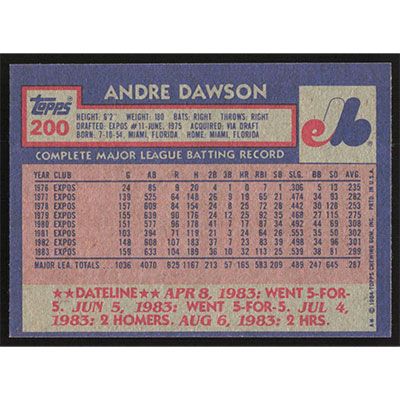 ANDRE DAWSON
topps
200
HEIGHT: 6'2" WEIGHT: 180 BATS: RIGHT THROWS: RIGHT
DRAFTED: EXPOS #11-JUNE, 1975 ACQUIRED: VIA DRAFT
BORN: 7-10-54, MIAMI, FLORIDA HOME: MIAMI, FLORIDA
COMPLETE MAJOR LEAGUE BATTING RECORD
YEAR CLUB G AB R H 2B 3B HR RBI SB SLG BB SO AVG
1976 EXPOS 24 85 9 20 4 1 0 7 1 .306 5 13 .235
1977 EXPOS 139 525 64 148 26 9 19 65 21 .474 34 93 .282
1978 EXPOS 157 609 84 154 24 8 25 72 28 .442 30 128 .253
1979 EXPOS 155 639 90 176 24 12 25 92 35 .468 27 115 .275
1980 EXPOS 151 577 96 178 41 7 17 87 34 .492 44 69 .308
1981 EXPOS 103 394 71 119 21 3 24 64 26 .553 35 50 .302
1982 EXPOS 148 608 107 183 37 7 23 83 39 .498 34 96 .301
1983 EXPOS 159 633 104 189 36 10 32 113 25 .539 38 81 .299
MAJOR LEA. TOTALS 1036 4070 625 1167 213 57 165 583 209 .489 247 645 .287
★★DATELINE★★ APR 8, 1983: WENT 5-FOR-
5. JUN 5, 1983: WENT 5-FOR-5. JUL 4,
1983: 2 HOMERS. AUG 6, 1983: 2 HRS.
© 1984 TOPPS CHEWING GUM, INC. PRTD. IN U.S.A.